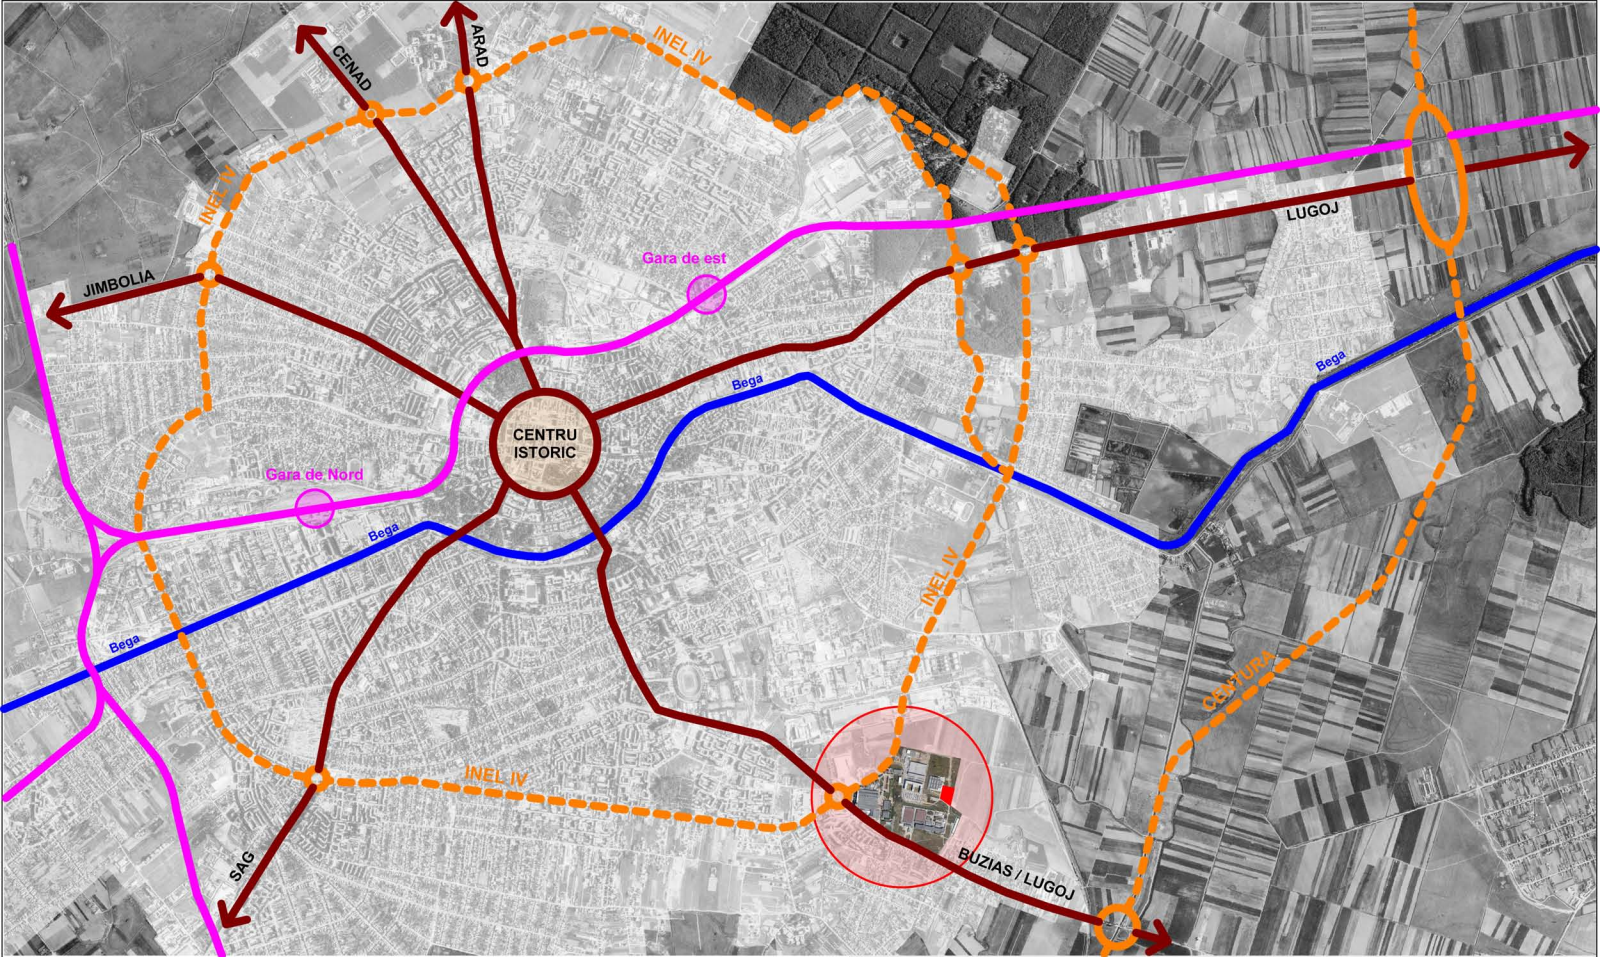 CENAD
ARAD
INEL IV
INEL IV
JIMBOLIA
LUGOJ
Gara de est
Bega
Bega
CENTRU
ISTORIC
Gara de Nord
Bega
INEL IV
Bega
CENTURA
INEL IV
SAG
BUZIAS / LUGOJ